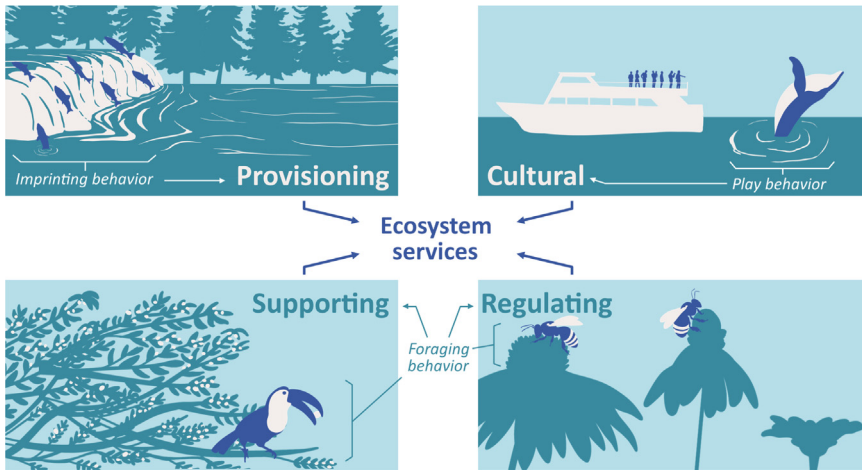 Imprinting behavior
Provisioning
Cultural
Play behavior
Ecosystem
services
Supporting
Regulating
Foraging
behavior